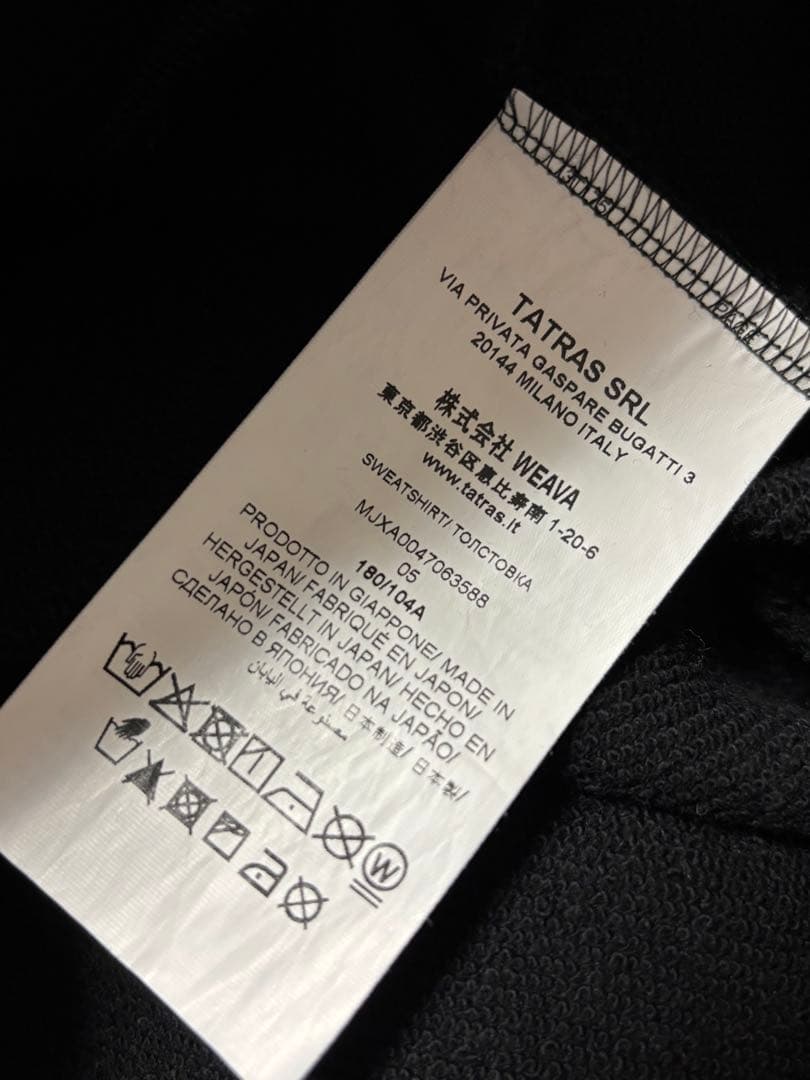 TATRAS SRL
VIA PRIVATA GASPARE BUGATTI 3
20144 MILANO ITALY
株式会社 WEAVA
東京都渋谷区恵比寿南 1-20-6
www.tatras.it
SWEATSHIRT/ ТОЛСТОВКА
MJXA0047063588
05
180/104A
PRODOTTO IN GIAPPONE/ MADE IN
JAPAN/ FABRIQUÉ EN JAPON/
HERGESTELLT IN JAPAN/ HECHO EN
JAPÓN/ FABRICADO NA JAPÃO/
СДЕЛАНО В ЯПОНИЯ/ 日本制造/ 日本製/
مصنوعة في اليابان
W